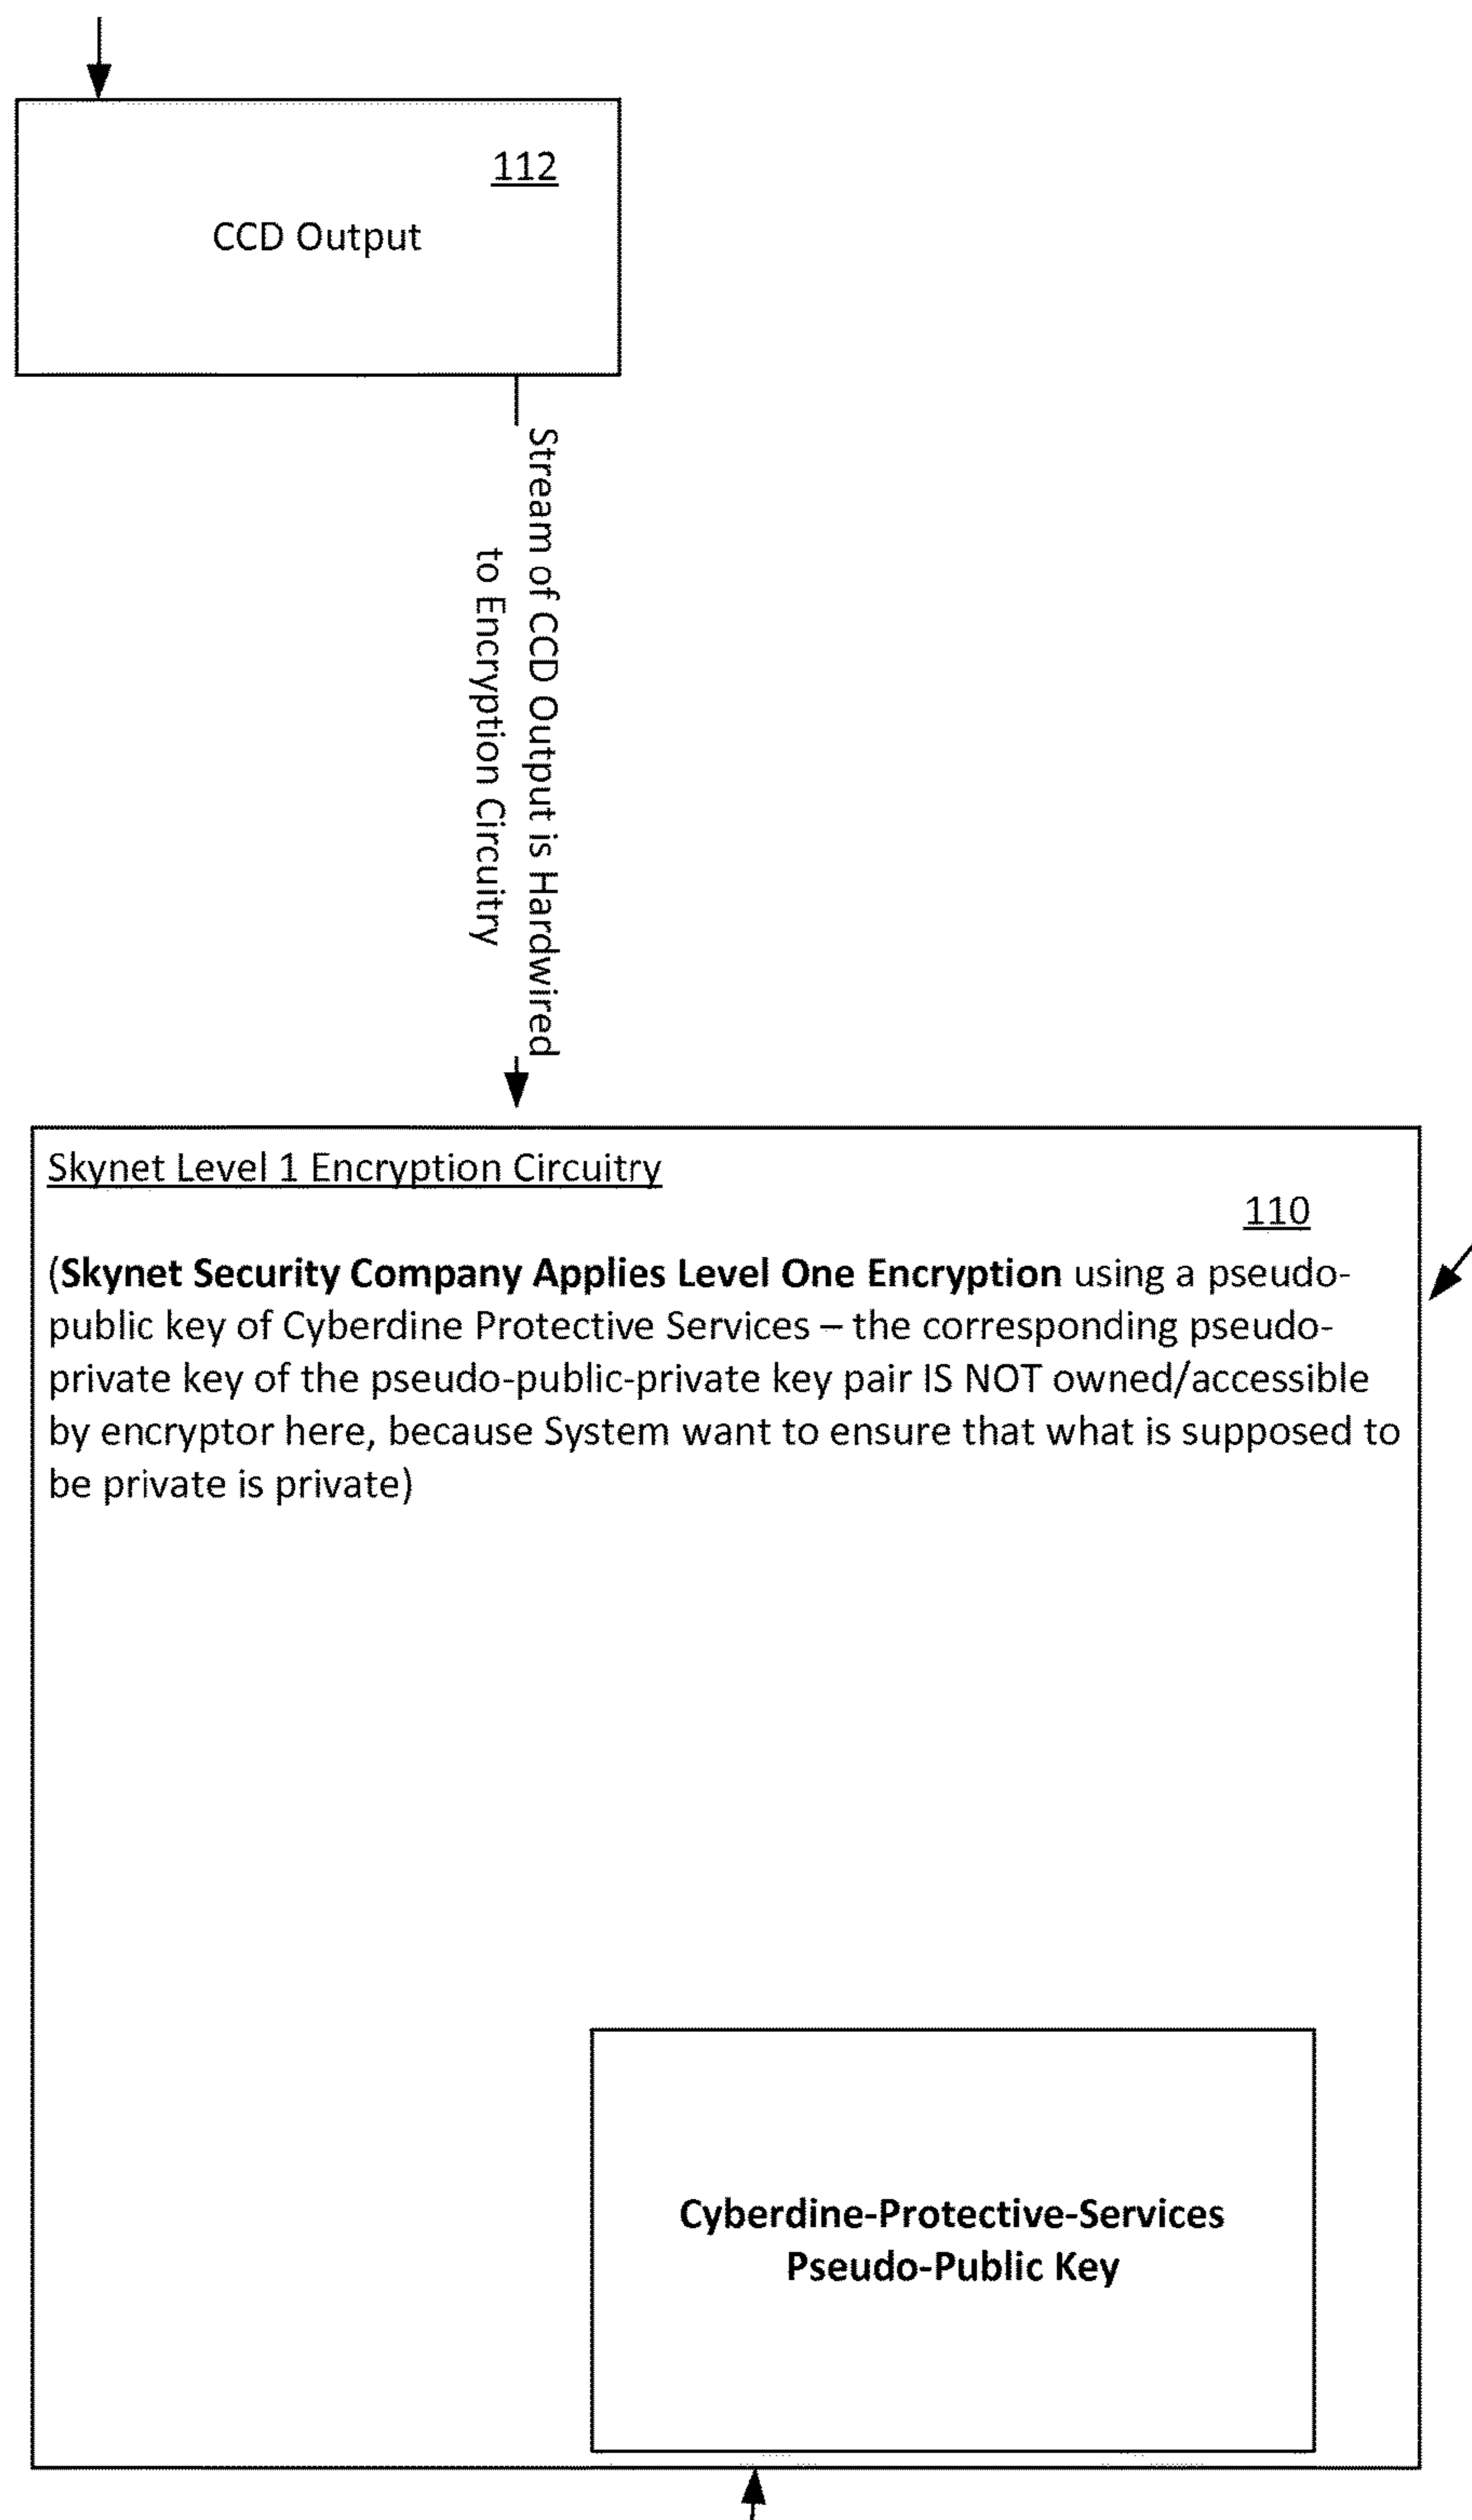 112
CCD Output
Stream of CCD Output is Hardwired
to Encryption Circuitry
Skynet Level 1 Encryption Circuitry
110
(Skynet Security Company Applies Level One Encryption using a pseudo-
public key of Cyberdine Protective Services – the corresponding pseudo-
private key of the pseudo-public-private key pair IS NOT owned/accessible
by encryptor here, because System want to ensure that what is supposed to
be private is private)
Cyberdine-Protective-Services
Pseudo-Public Key